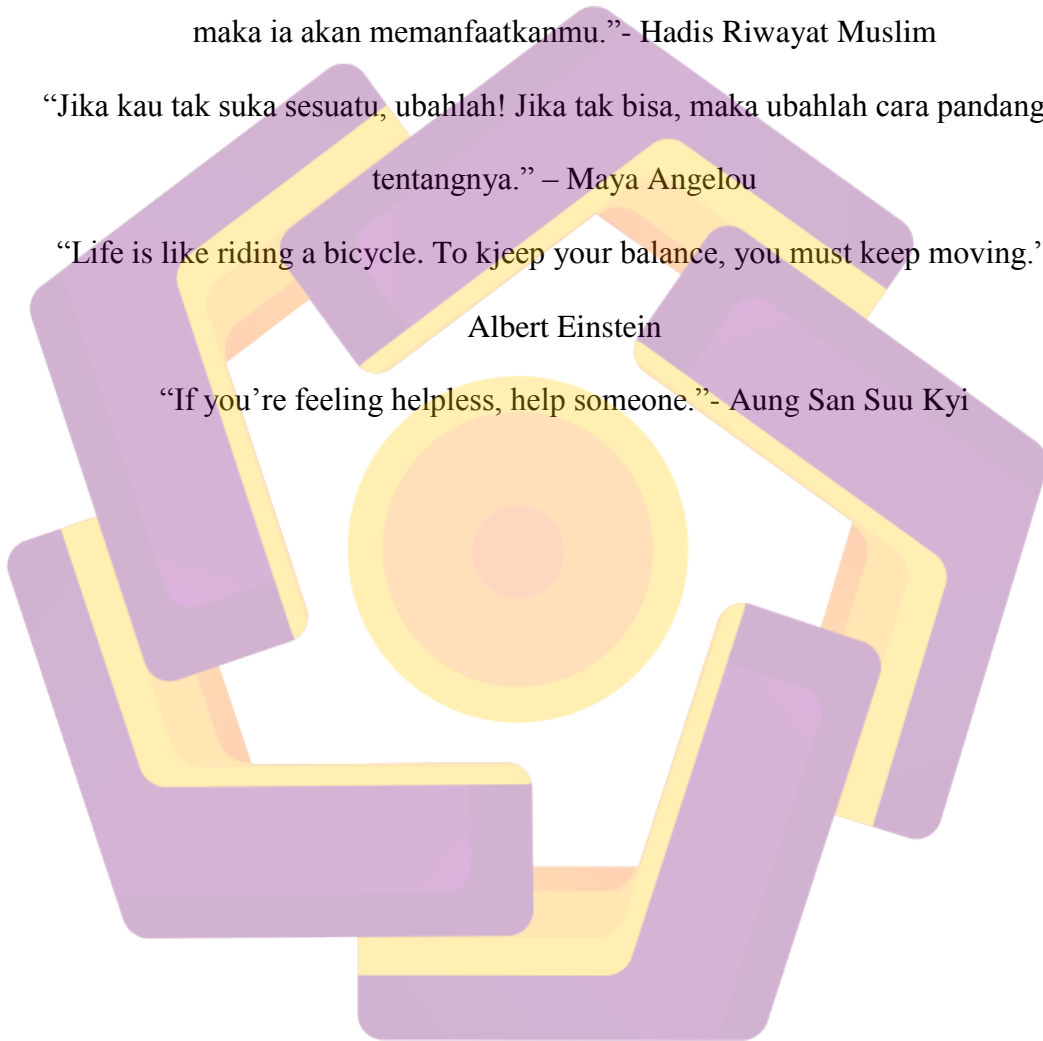 maka ia akan memanfaatkanmu.”- Hadis Riwayat Muslim
“Jika kau tak suka sesuatu, ubahlah! Jika tak bisa, maka ubahlah cara pandang
tentangnya.” – Maya Angelou
“Life is like riding a bicycle. To kjeep your balance, you must keep moving.”
Albert Einstein
“If you’re feeling helpless, help someone.”- Aung San Suu Kyi